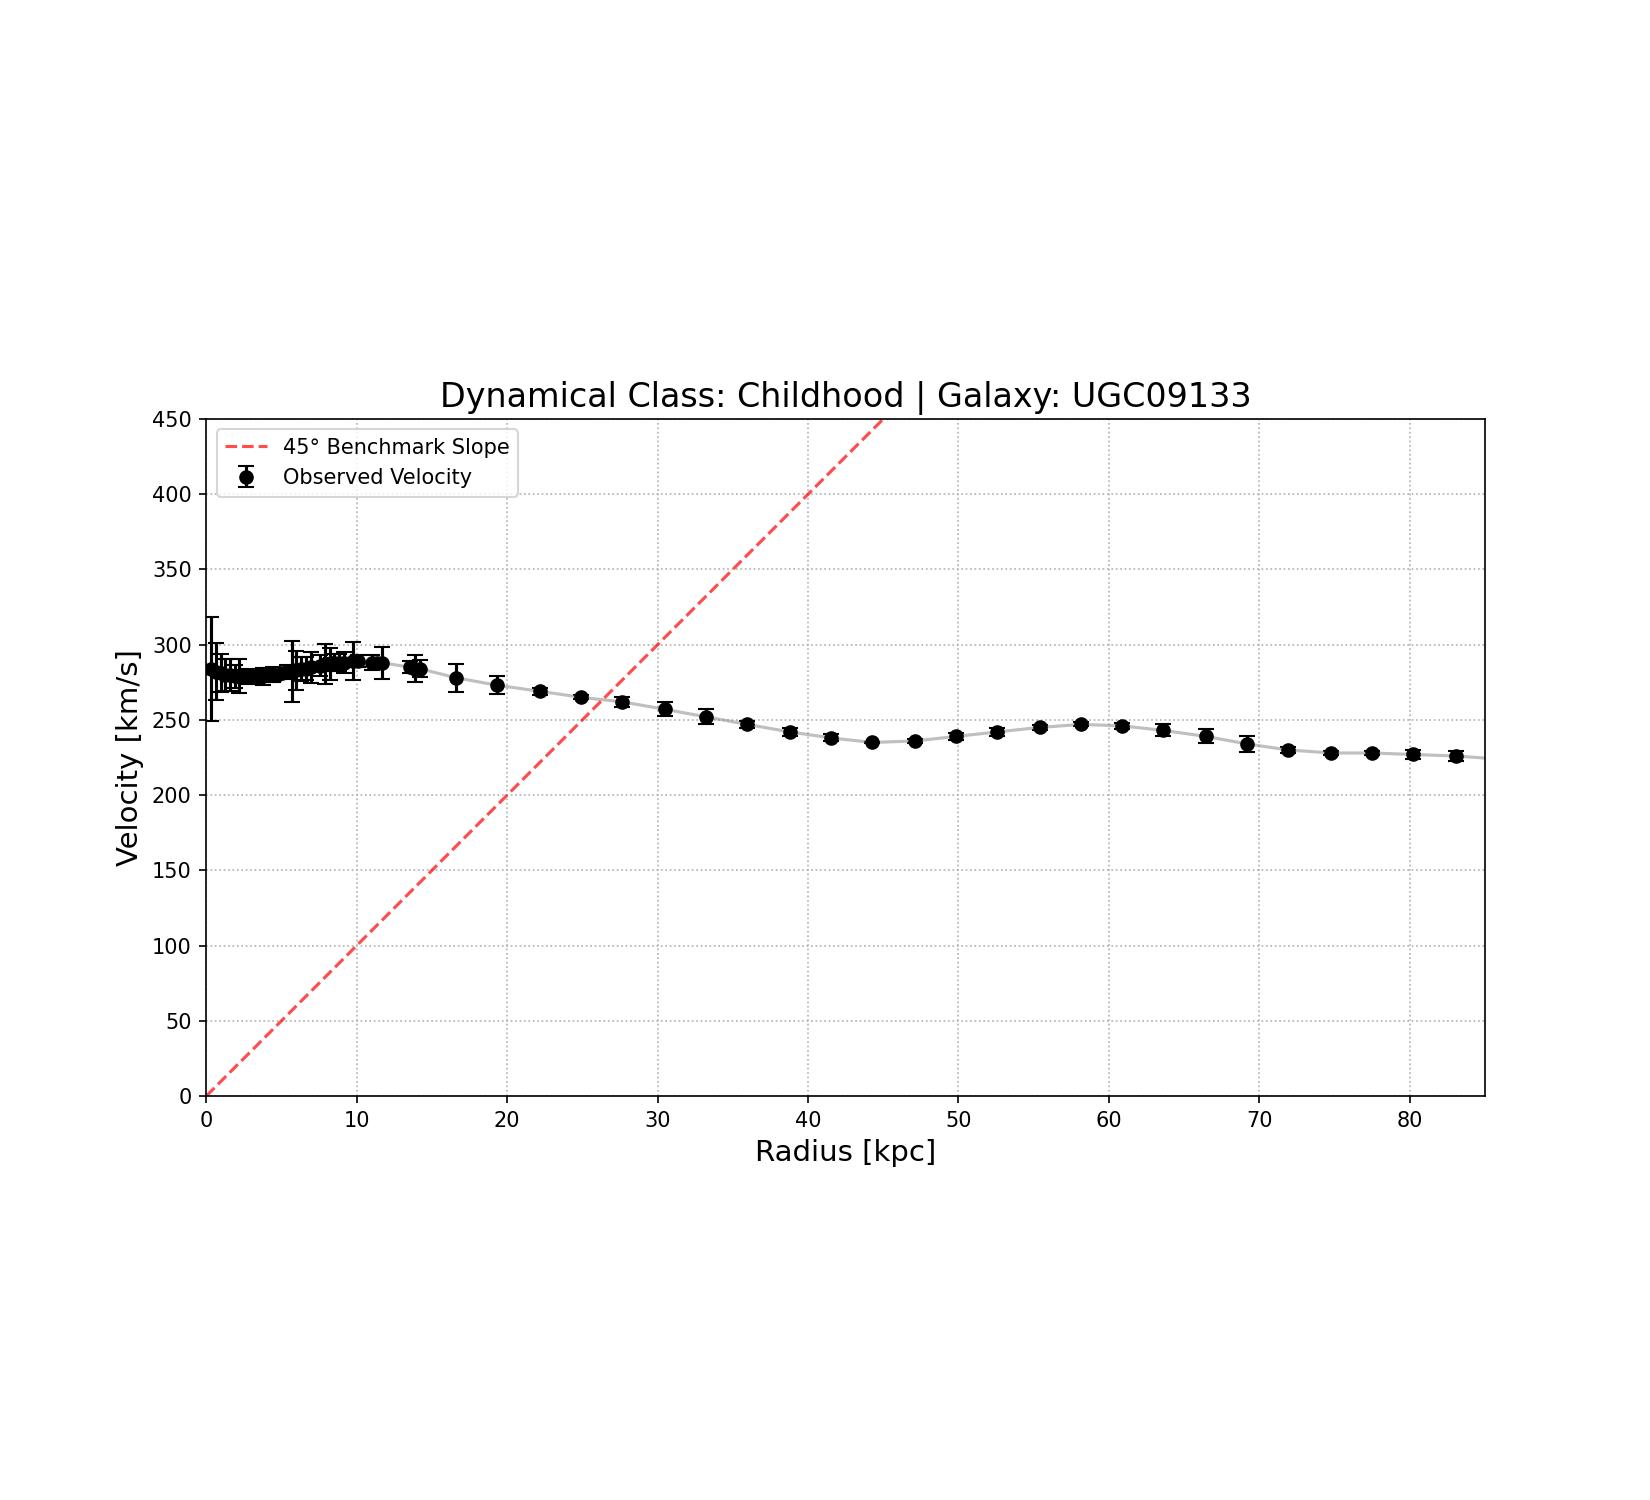 Dynamical Class: Childhood | Galaxy: UGC09133
45° Benchmark Slope
Observed Velocity
450
400
350
300
250
200
150
100
50
0
Velocity [km/s]
0 10 20 30 40 50 60 70 80
Radius [kpc]